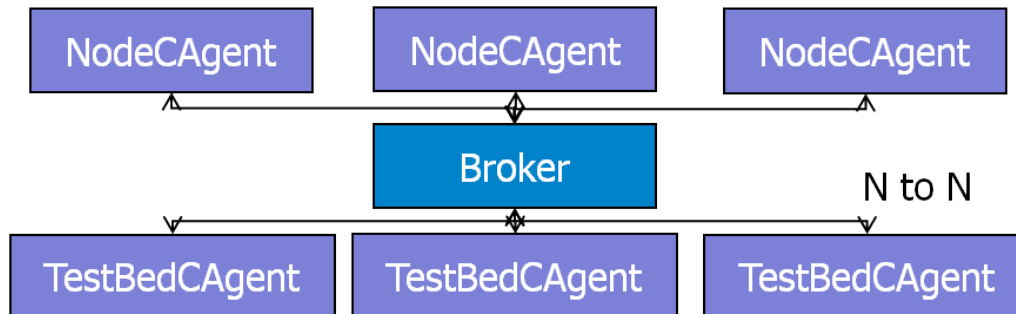 NodeCAgent
NodeCAgent
NodeCAgent
Broker
N to N
TestBedCAgent
TestBedCAgent
TestBedCAgent